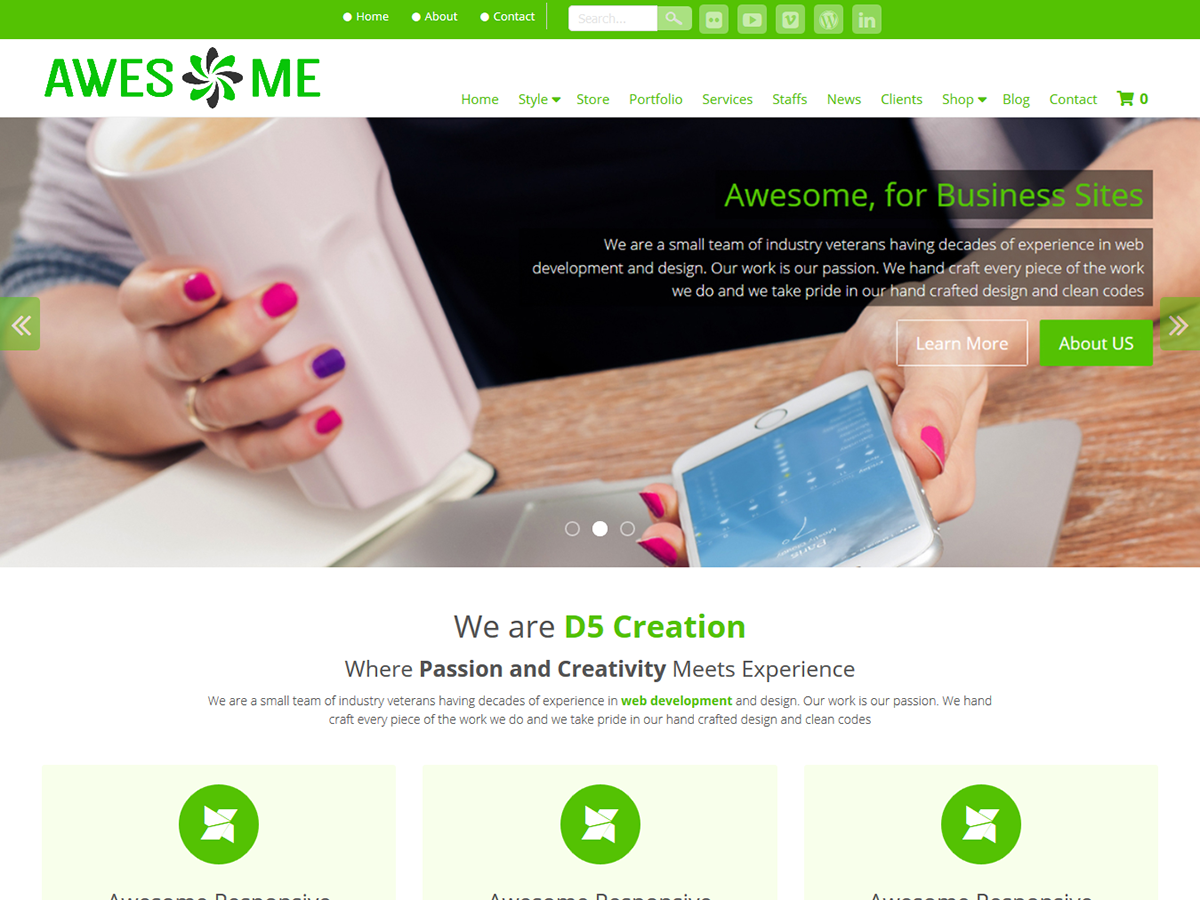 Home About Contact Search...
AWES ME
Home Style Store Portfolio Services Staffs News Clients Shop Blog Contact 0
Awesome, for Business Sites
We are a small team of industry veterans having decades of experience in web
development and design. Our work is our passion. We hand craft every piece of the work
we do and we take pride in our hand crafted design and clean codes
Learn More About US
We are D5 Creation
Where Passion and Creativity Meets Experience
We are a small team of industry veterans having decades of experience in web development and design. Our work is our passion. We hand
craft every piece of the work we do and we take pride in our hand crafted design and clean codes
Awesome Responsive Awesome Responsive Awesome Responsive